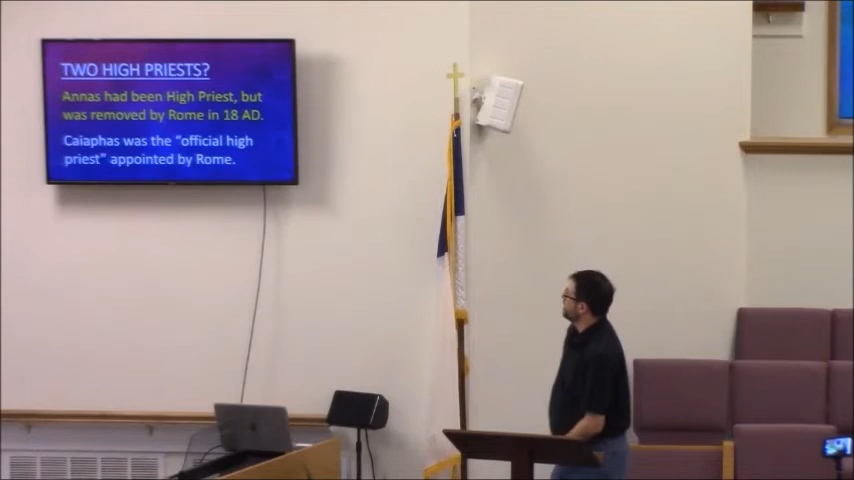 TWO HIGH PRIESTS?
Annas had been High Priest, but
was removed by Rome in 18 AD.
Caiaphas was the "official high
priest" appointed by Rome.